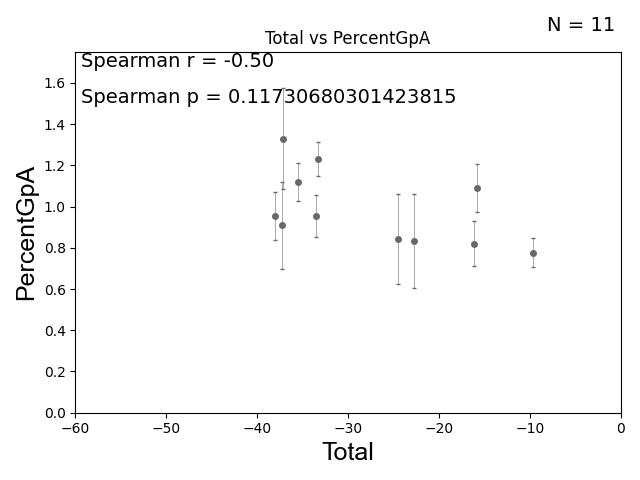 N = 11
Total vs PercentGpA
Spearman r = -0.50
Spearman p = 0.11730680301423815
PercentGpA
1.6
1.4
1.2
1.0
0.8
0.6
0.4
0.2
0.0
−60
−50
−40
−30
−20
−10
0
Total